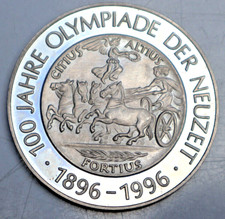 · 100 JAHRE OLYMPIADE DER NEUZEIT ·
1896-1996
CITIUS
ALTIUS
FORTIUS